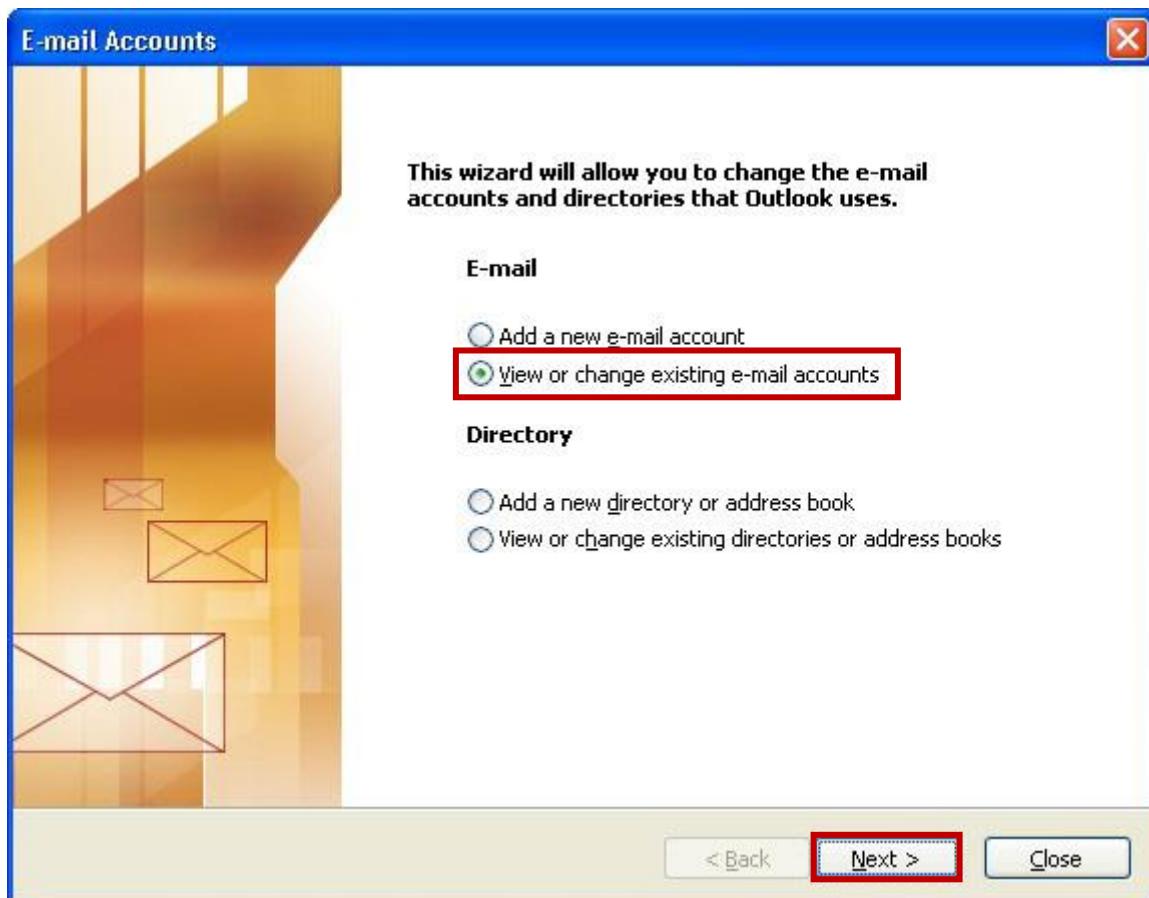 E-mail Accounts
This wizard will allow you to change the e-mail
accounts and directories that Outlook uses.
E-mail
Add a new e-mail account
View or change existing e-mail accounts
Directory
Add a new directory or address book
View or change existing directories or address books
< Back Next > Close